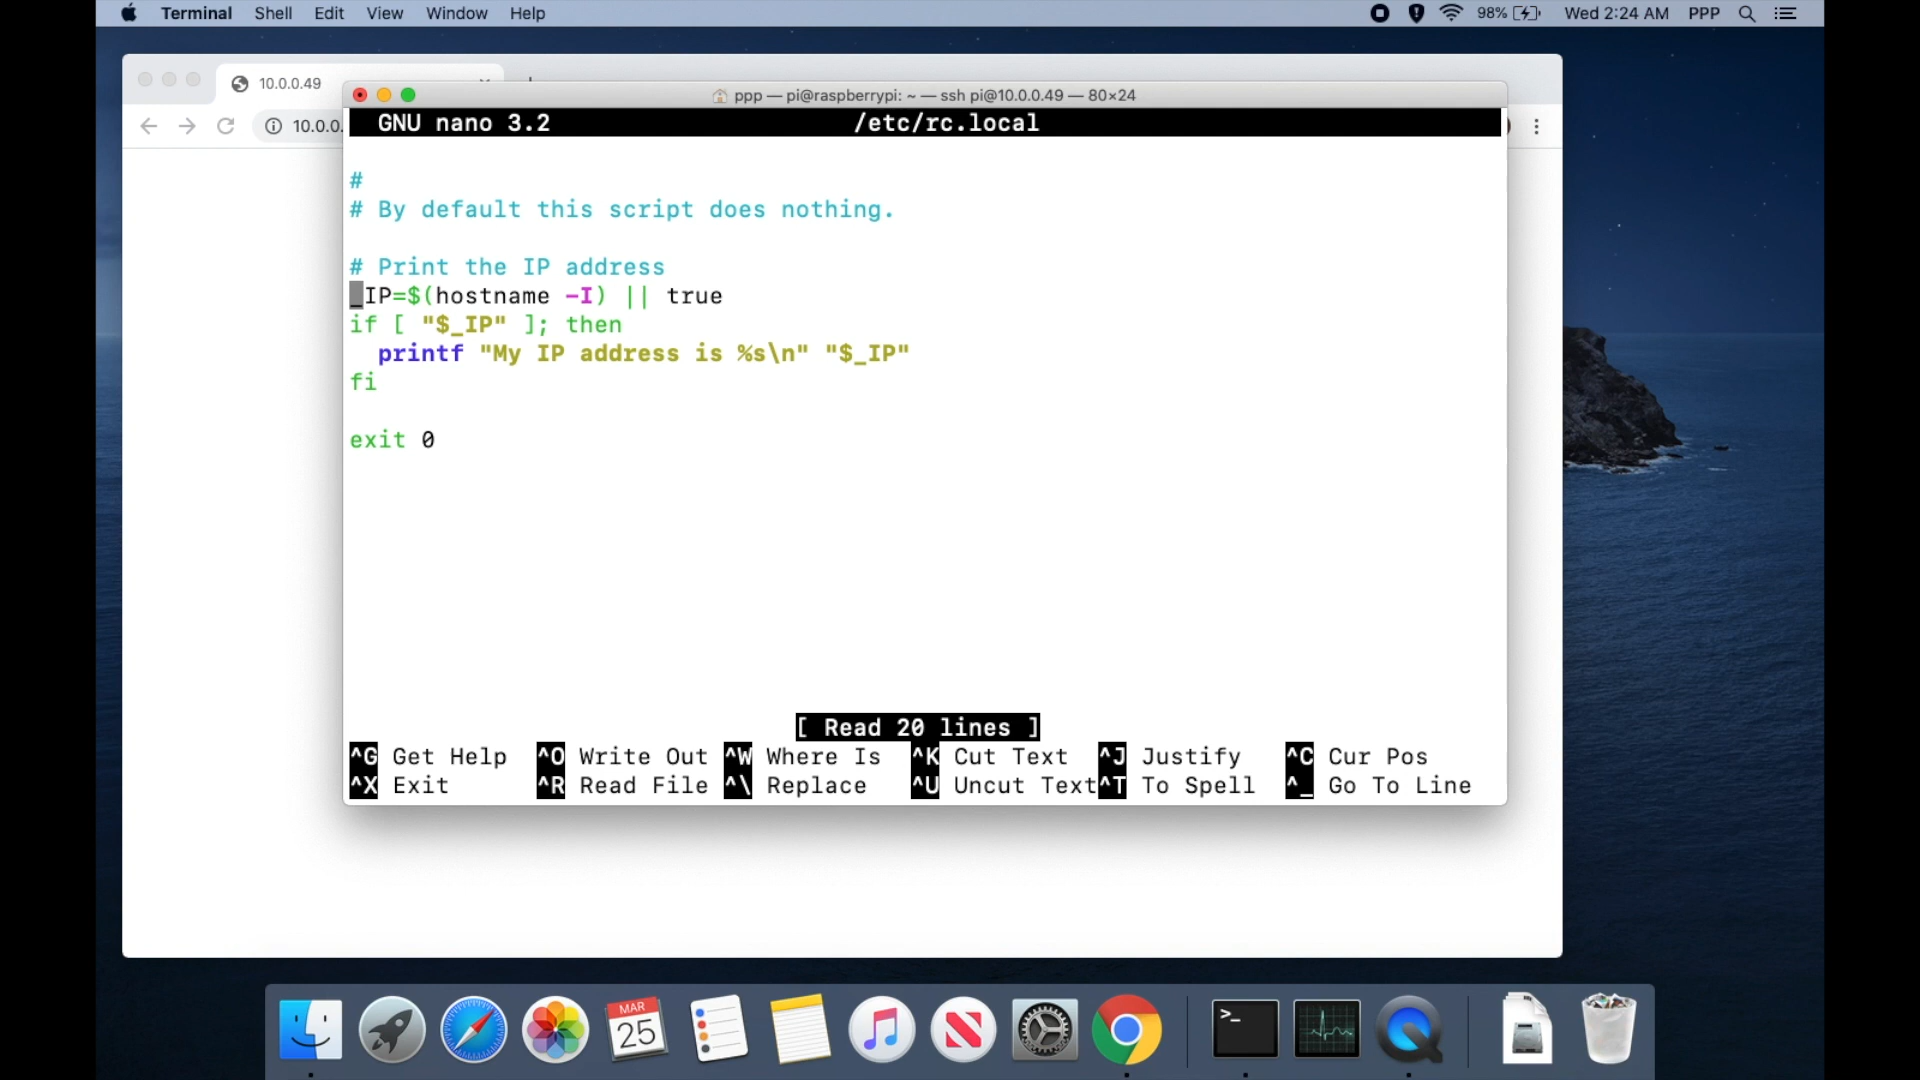 Terminal Shell Edit View Window Help 98% Wed 2:24 AM PPP
10.0.0.49
ppp — pi@raspberrypi: ~ — ssh pi@10.0.0.49 — 80×24
10.0.0.
GNU nano 3.2 /etc/rc.local
#
# By default this script does nothing.
# Print the IP address
_IP=$(hostname -I) || true
if [ "$_IP" ]; then
printf "My IP address is %s\n" "$_IP"
fi
exit 0
[ Read 20 lines ]
^G Get Help ^O Write Out ^W Where Is ^K Cut Text ^J Justify ^C Cur Pos
^X Exit ^R Read File ^\ Replace ^U Uncut Text ^T To Spell ^_ Go To Line
MAR
25
>_